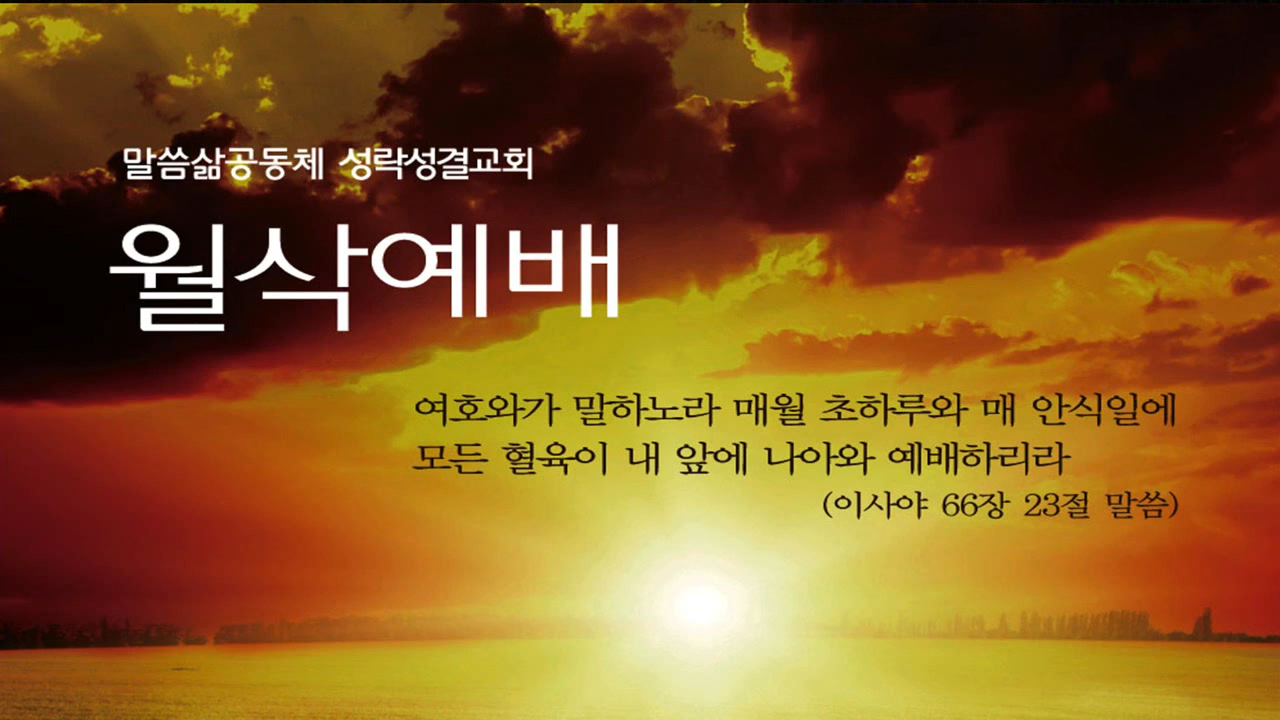 말씀삶공동체 성락성결교회
월삭예배
여호와가 말하노라 매월 초하루와 매 안식일에
모든 혈육이 내 앞에 나아와 예배하리라
(이사야 66장 23절 말씀)